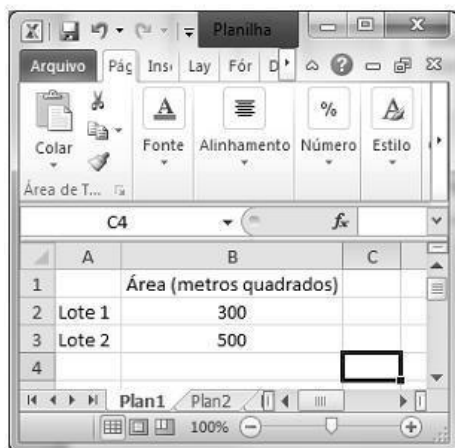 Planilha
Arquivo Pág Ins Lay Fór D
Colar Fonte Alinhamento Número Estilo
%
Área de T...
C4 fx
A B C
1 Área (metros quadrados)
2 Lote 1 300
3 Lote 2 500
4
Plan1 Plan2
100%